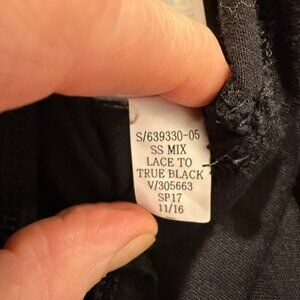 S/639330-05
SS MIX
LACE TO
TRUE BLACK
V/305663
SP17
11/16